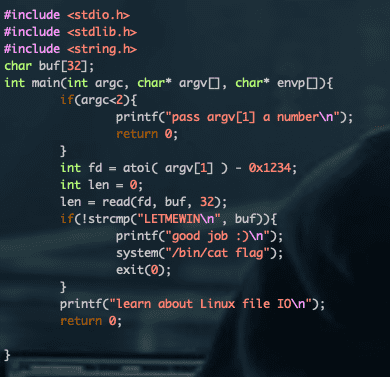 #include <stdio.h>
#include <stdlib.h>
#include <string.h>
char buf[32];
int main(int argc, char* argv[], char* envp[]){
        if(argc<2){
                printf("pass argv[1] a number\n");
                return 0;
        }
        int fd = atoi( argv[1] ) - 0x1234;
        int len = 0;
        len = read(fd, buf, 32);
        if(!strcmp("LETMEWIN\n", buf)){
                printf("good job :)\n");
                system("/bin/cat flag");
                exit(0);
        }
        printf("learn about Linux file IO\n");
        return 0;
}